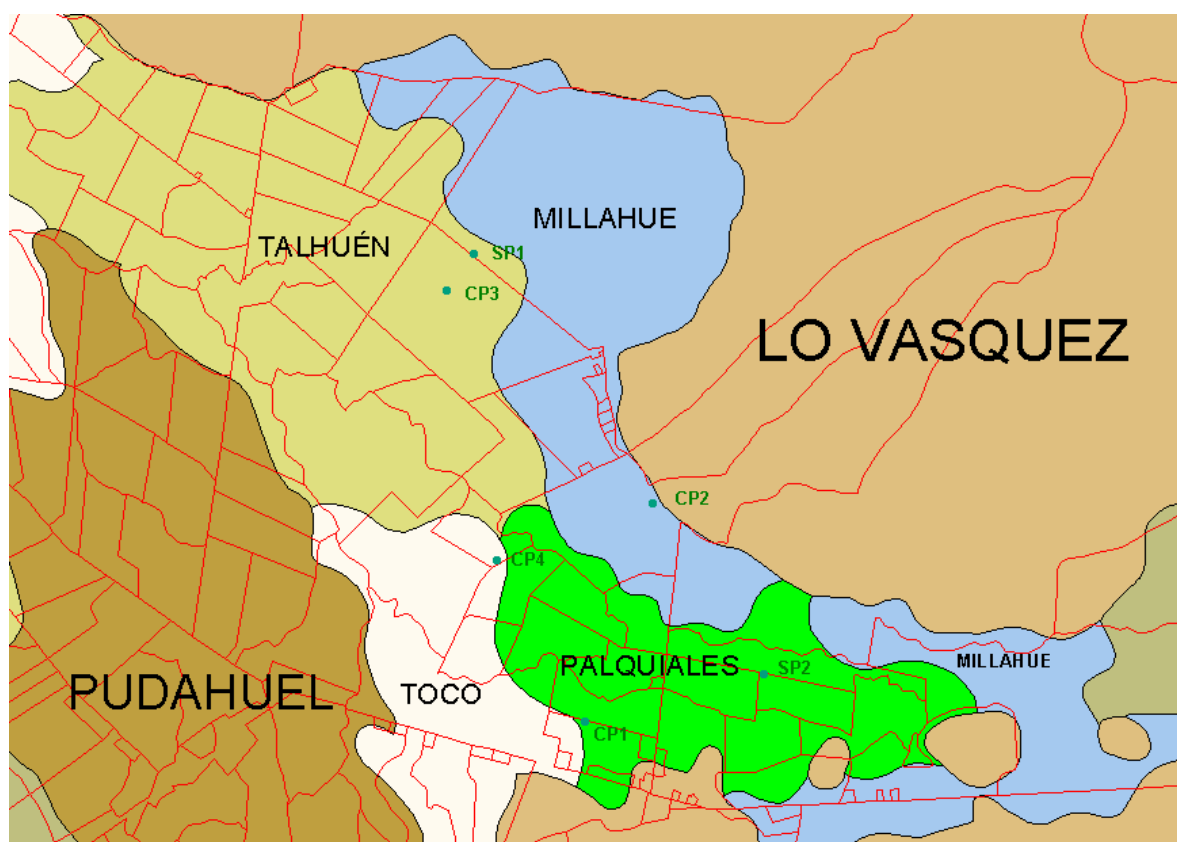 MILLAHUE
TALHUÉN
SP1
CP3
LO VASQUEZ
CP2
CP4
PALQUIALES
SP2
MILLAHUE
PUDAHUEL
TOCO
CP1